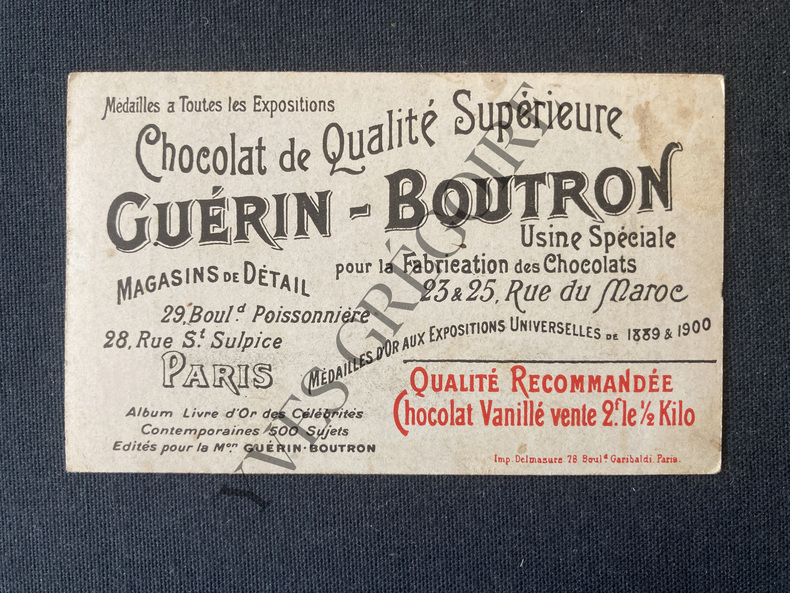 Médailles a Toutes les Expositions
Chocolat de Qualité Supérieure
GUÉRIN - BOUTRON
Usine Spéciale
pour la Fabrication des Chocolats
23 & 25, Rue du Maroc
MAGASINS DE DÉTAIL
29, Boul.d Poissonnière
28, Rue St. Sulpice
PARIS
MÉDAILLES D'OR AUX EXPOSITIONS UNIVERSELLES DE 1889 & 1900
QUALITÉ RECOMMANDÉE
Chocolat Vanillé vente 2.f le ½ Kilo
Album Livre d'Or des Célébrités
Contemporaines 500 Sujets
Edités pour la Mon GUÉRIN-BOUTRON
Imp. Delmasure. 78 Boul.d Garibaldi. Paris.
YVES GRÉGOIRE